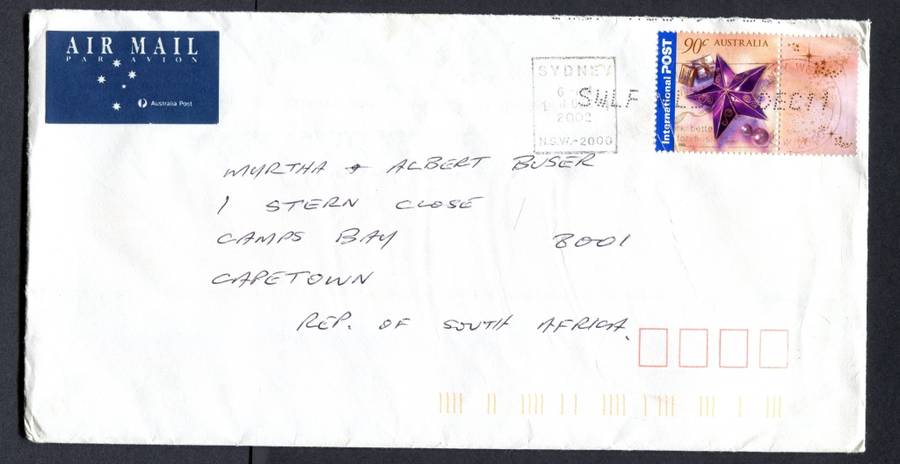 AIR MAIL
PAR AVION
Australia Post
SYDNEY
2002
N.S.W.-2000
International POST
90c AUSTRALIA
MYRTHA + ALBERT BUSER
1 STERN CLOSE
CAMPS BAY 8001
CAPETOWN
REP. OF SOUTH AFRICA